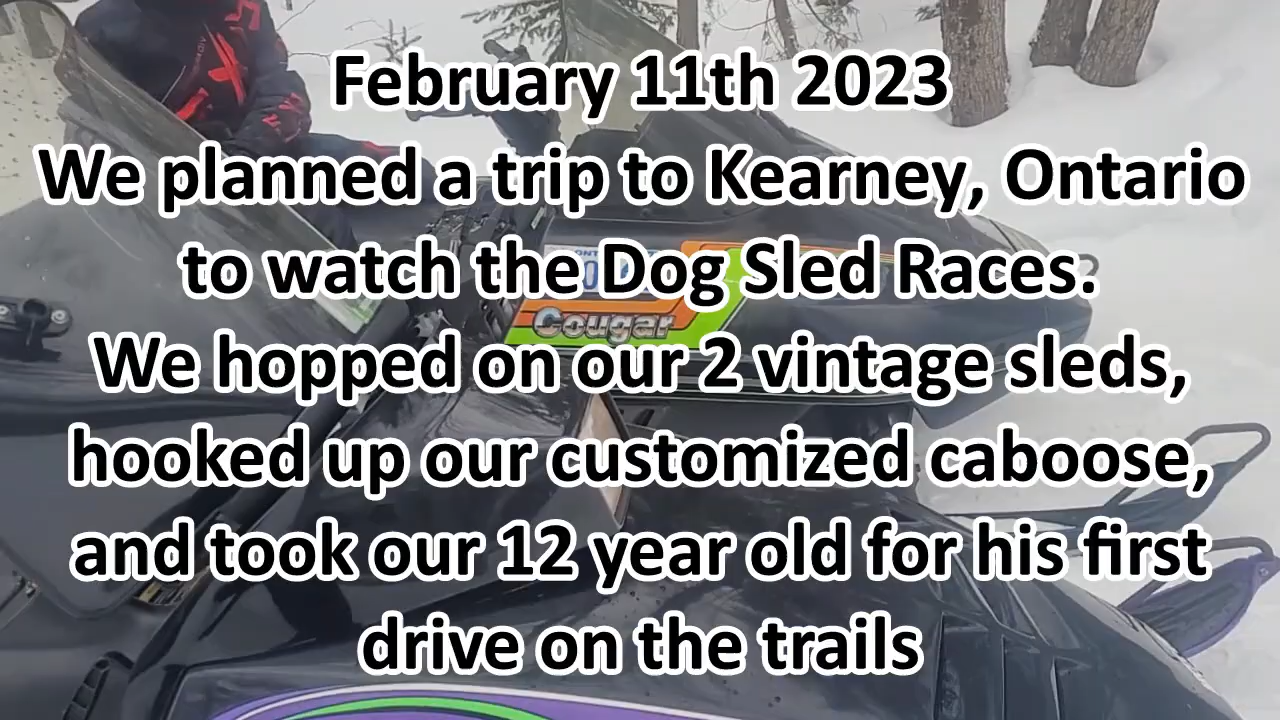 February 11th 2023
We planned a trip to Kearney, Ontario
to watch the Dog Sled Races.
We hopped on our 2 vintage sleds,
Cougar
hooked up our customized caboose,
and took our 12 year old for his first
drive on the trails